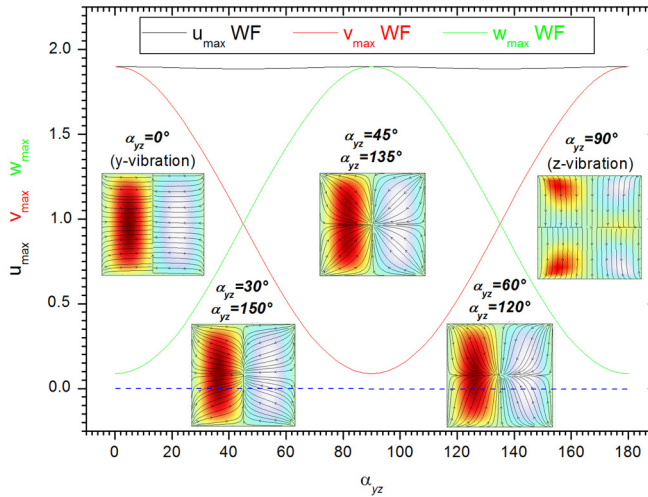 u_max WF v_max WF w_max WF
2.0
1.5
1.0
0.5
0.0
u_max v_max w_max
α_yz=0°
(y-vibration)
α_yz=45°
α_yz=135°
α_yz=90°
(z-vibration)
α_yz=30°
α_yz=150°
α_yz=60°
α_yz=120°
0 20 40 60 80 100 120 140 160 180
α_yz